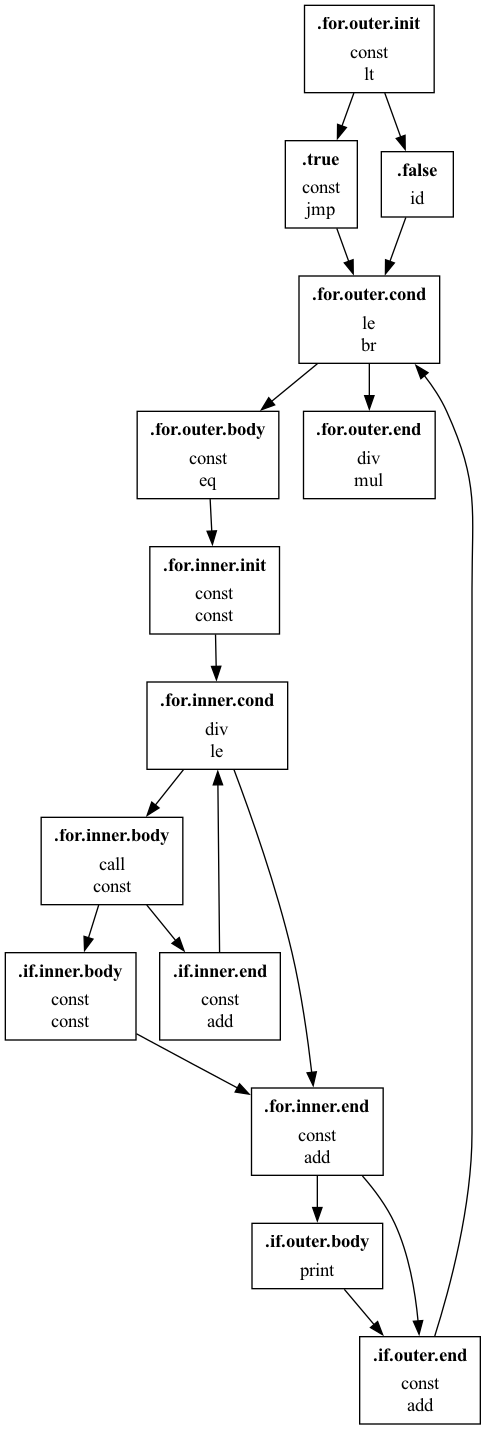 .for.outer.init
const
lt
.true
const
jmp
.false
id
.for.outer.cond
le
br
.for.outer.body
const
eq
.for.outer.end
div
mul
.for.inner.init
const
const
.for.inner.cond
div
le
.for.inner.body
call
const
.if.inner.body
const
const
.if.inner.end
const
add
.for.inner.end
const
add
.if.outer.body
print
.if.outer.end
const
add